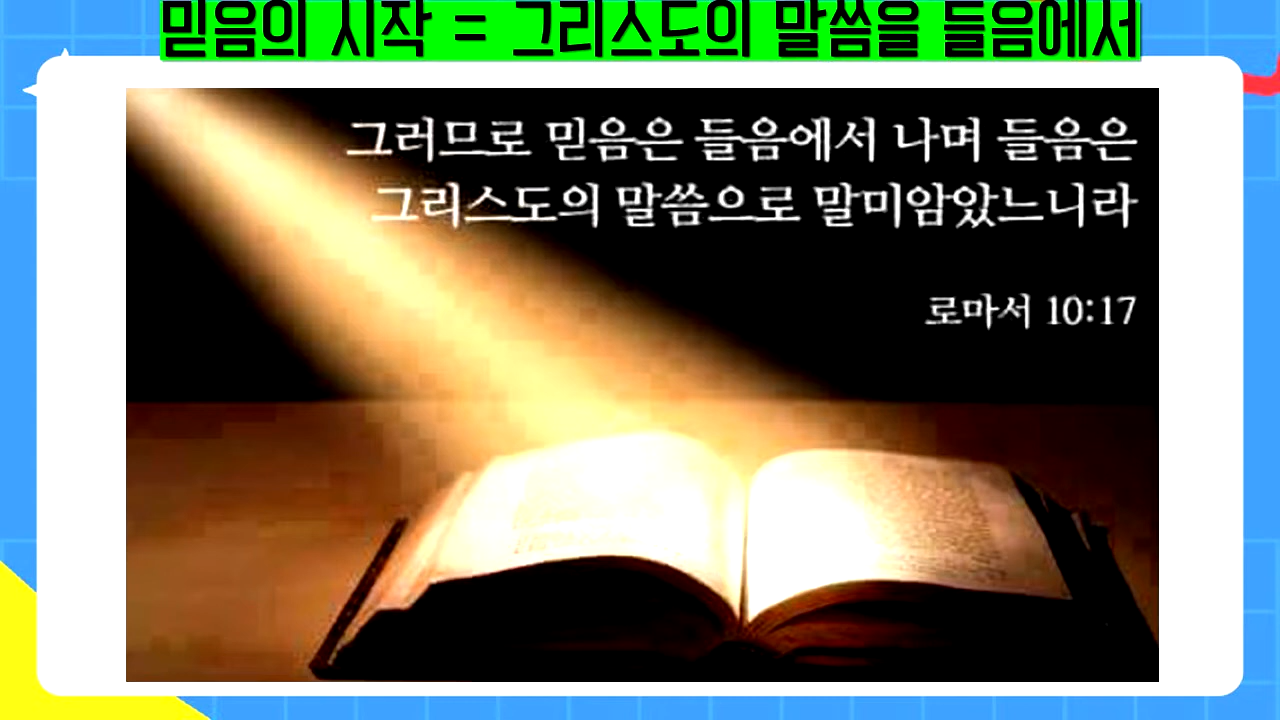 믿음의 시작 = 그리스도의 말씀을 들음에서
그러므로 믿음은 들음에서 나며 들음은
그리스도의 말씀으로 말미암았느니라
로마서 10:17